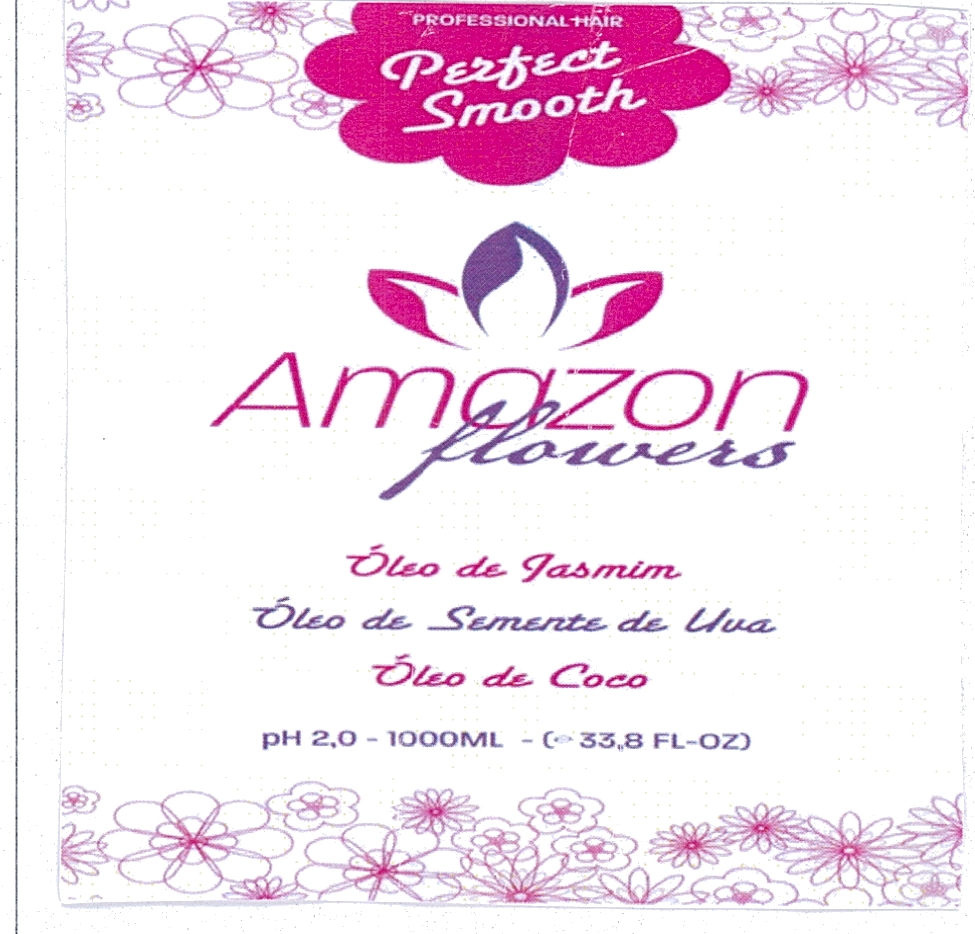 PROFESSIONAL HAIR
Perfect
Smooth
Amazon
flowers
Óleo de Jasmim
Óleo de Semente de Uva
Óleo de Coco
pH 2,0 - 1000ML - (e 33,8 FL-OZ)